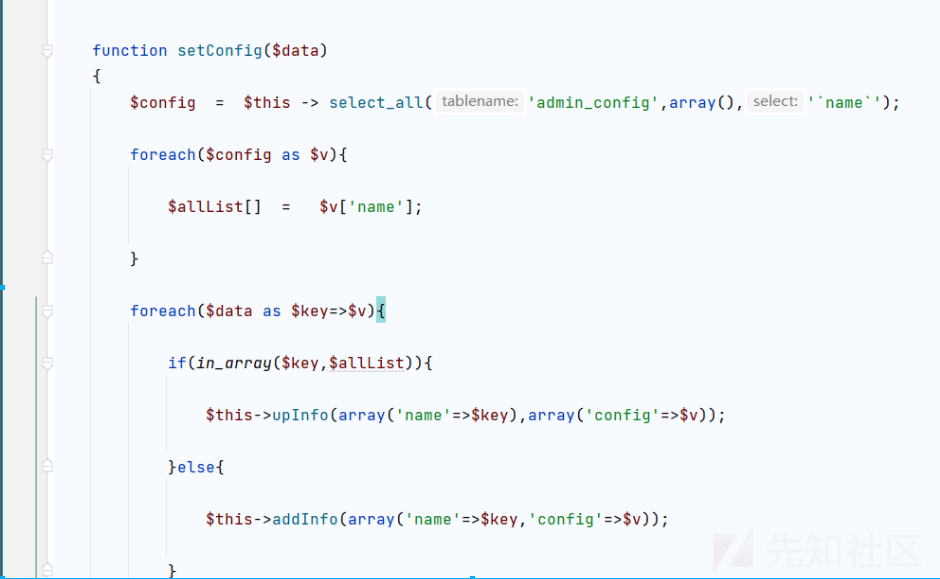 function setConfig($data)
{
$config  =  $this -> select_all( tablename: 'admin_config',array(), select: '`name`');
foreach($config as $v){
$allList[]  =   $v['name'];
}
foreach($data as $key=>$v){
if(in_array($key,$allList)){
$this->upInfo(array('name'=>$key),array('config'=>$v));
}else{
$this->addInfo(array('name'=>$key,'config'=>$v));
}
先知社区